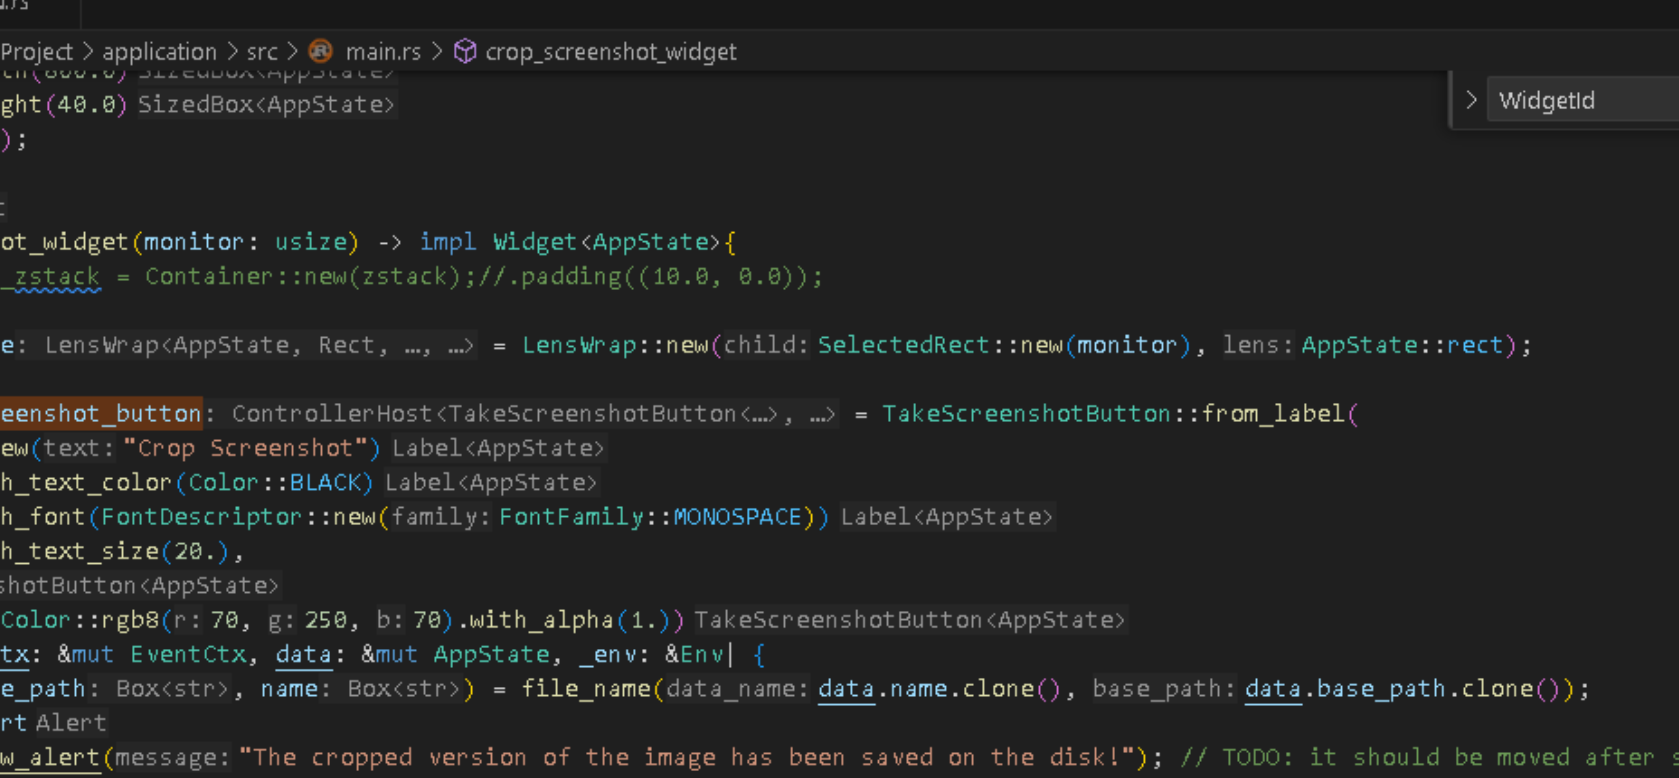 Project > application > src > main.rs > crop_screenshot_widget
WidgetId
ght(40.0) SizedBox<AppState>
);
ot_widget(monitor: usize) -> impl Widget<AppState>{
_zstack = Container::new(zstack);//.padding((10.0, 0.0));
e: LensWrap<AppState, Rect, …, …> = LensWrap::new(child: SelectedRect::new(monitor), lens: AppState::rect);
eenshot_button: ControllerHost<TakeScreenshotButton<…>, …> = TakeScreenshotButton::from_label(
ew(text: "Crop Screenshot") Label<AppState>
h_text_color(Color::BLACK) Label<AppState>
h_font(FontDescriptor::new(family: FontFamily::MONOSPACE)) Label<AppState>
h_text_size(20.),
shotButton<AppState>
Color::rgb8(r: 70, g: 250, b: 70).with_alpha(1.)) TakeScreenshotButton<AppState>
tx: &mut EventCtx, data: &mut AppState, _env: &Env| {
e_path: Box<str>, name: Box<str>) = file_name(data_name: data.name.clone(), base_path: data.base_path.clone());
rt Alert
w_alert(message: "The cropped version of the image has been saved on the disk!"); // TODO: it should be moved after